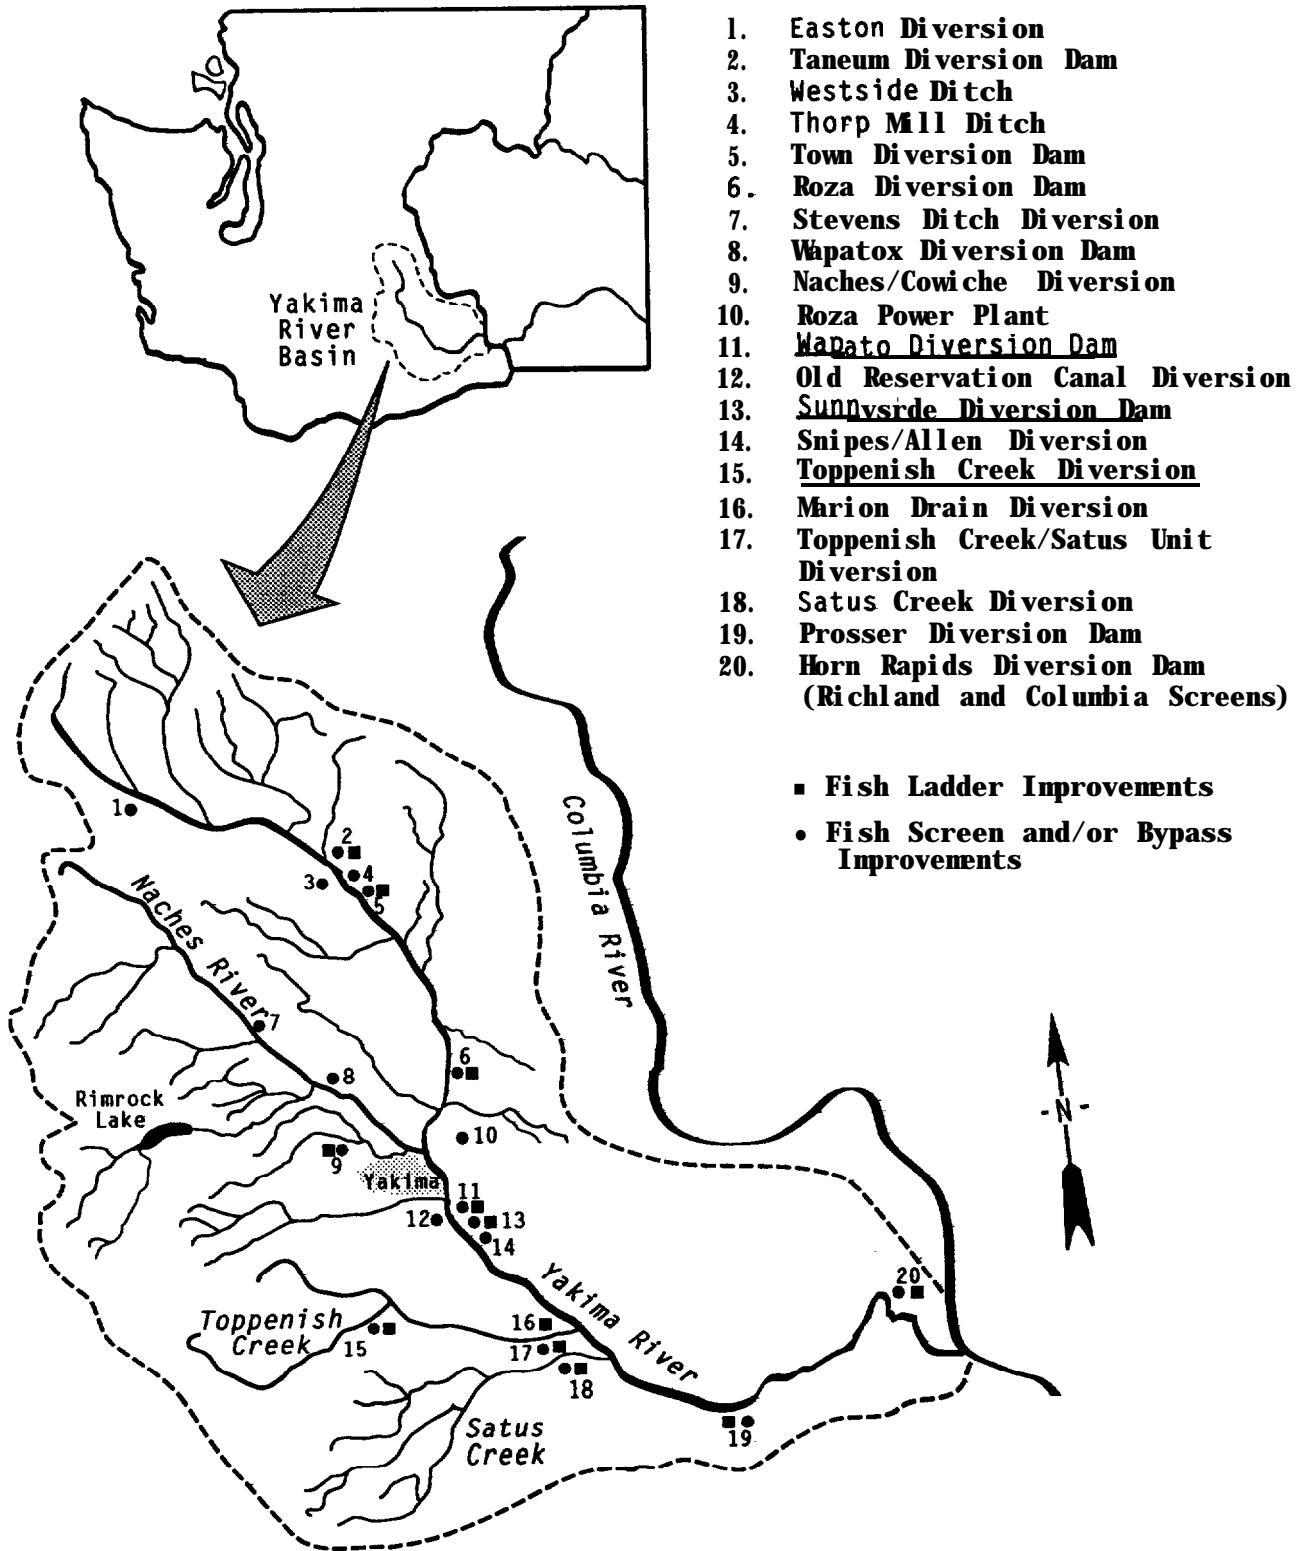 1. Easton Diversion
2. Taneum Diversion Dam
3. Westside Ditch
4. Thorp Mill Ditch
5. Town Diversion Dam
6. Roza Diversion Dam
7. Stevens Ditch Diversion
8. Wapatox Diversion Dam
9. Naches/Cowiche Diversion
10. Roza Power Plant
11. Wapato Diversion Dam
12. Old Reservation Canal Diversion
13. Sunnysrde Diversion Dam
14. Snipes/Allen Diversion
15. Toppenish Creek Diversion
16. Marion Drain Diversion
17. Toppenish Creek/Satus Unit
Diversion
18. Satus Creek Diversion
19. Prosser Diversion Dam
20. Horn Rapids Diversion Dam
(Richland and Columbia Screens)
■ Fish Ladder Improvements
● Fish Screen and/or Bypass
Improvements
Yakima
River
Basin
Columbia River
1
2
3
4
5
Naches River
7
6
8
Rimrock
Lake
10
9
Yakima
11
12
13
14
Yakima River
20
Toppenish
Creek
15
16
17
18
Satus
Creek
19
-N-